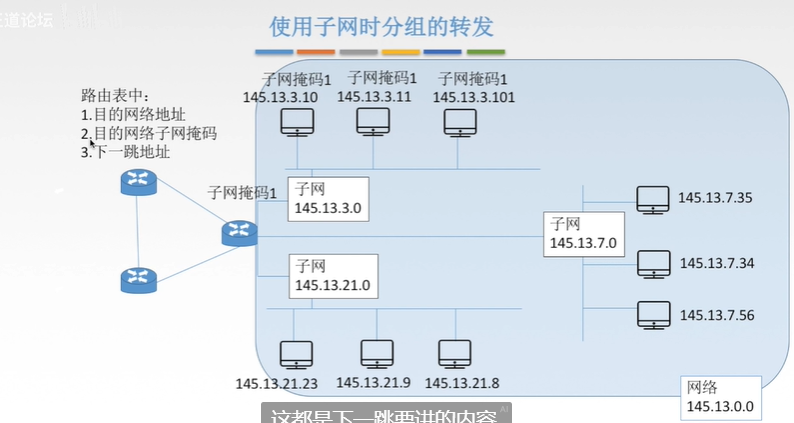 道论坛
使用子网时分组的转发
路由表中：
1.目的网络地址
2.目的网络子网掩码
3.下一跳地址
子网掩码1
子网掩码1
子网掩码1
145.13.3.10
145.13.3.11
145.13.3.101
子网掩码1
子网
145.13.3.0
子网
145.13.7.0
145.13.7.35
145.13.7.34
145.13.7.56
子网
145.13.21.0
145.13.21.23
145.13.21.9
145.13.21.8
网络
145.13.0.0
这都是下一跳要讲的内容
AI